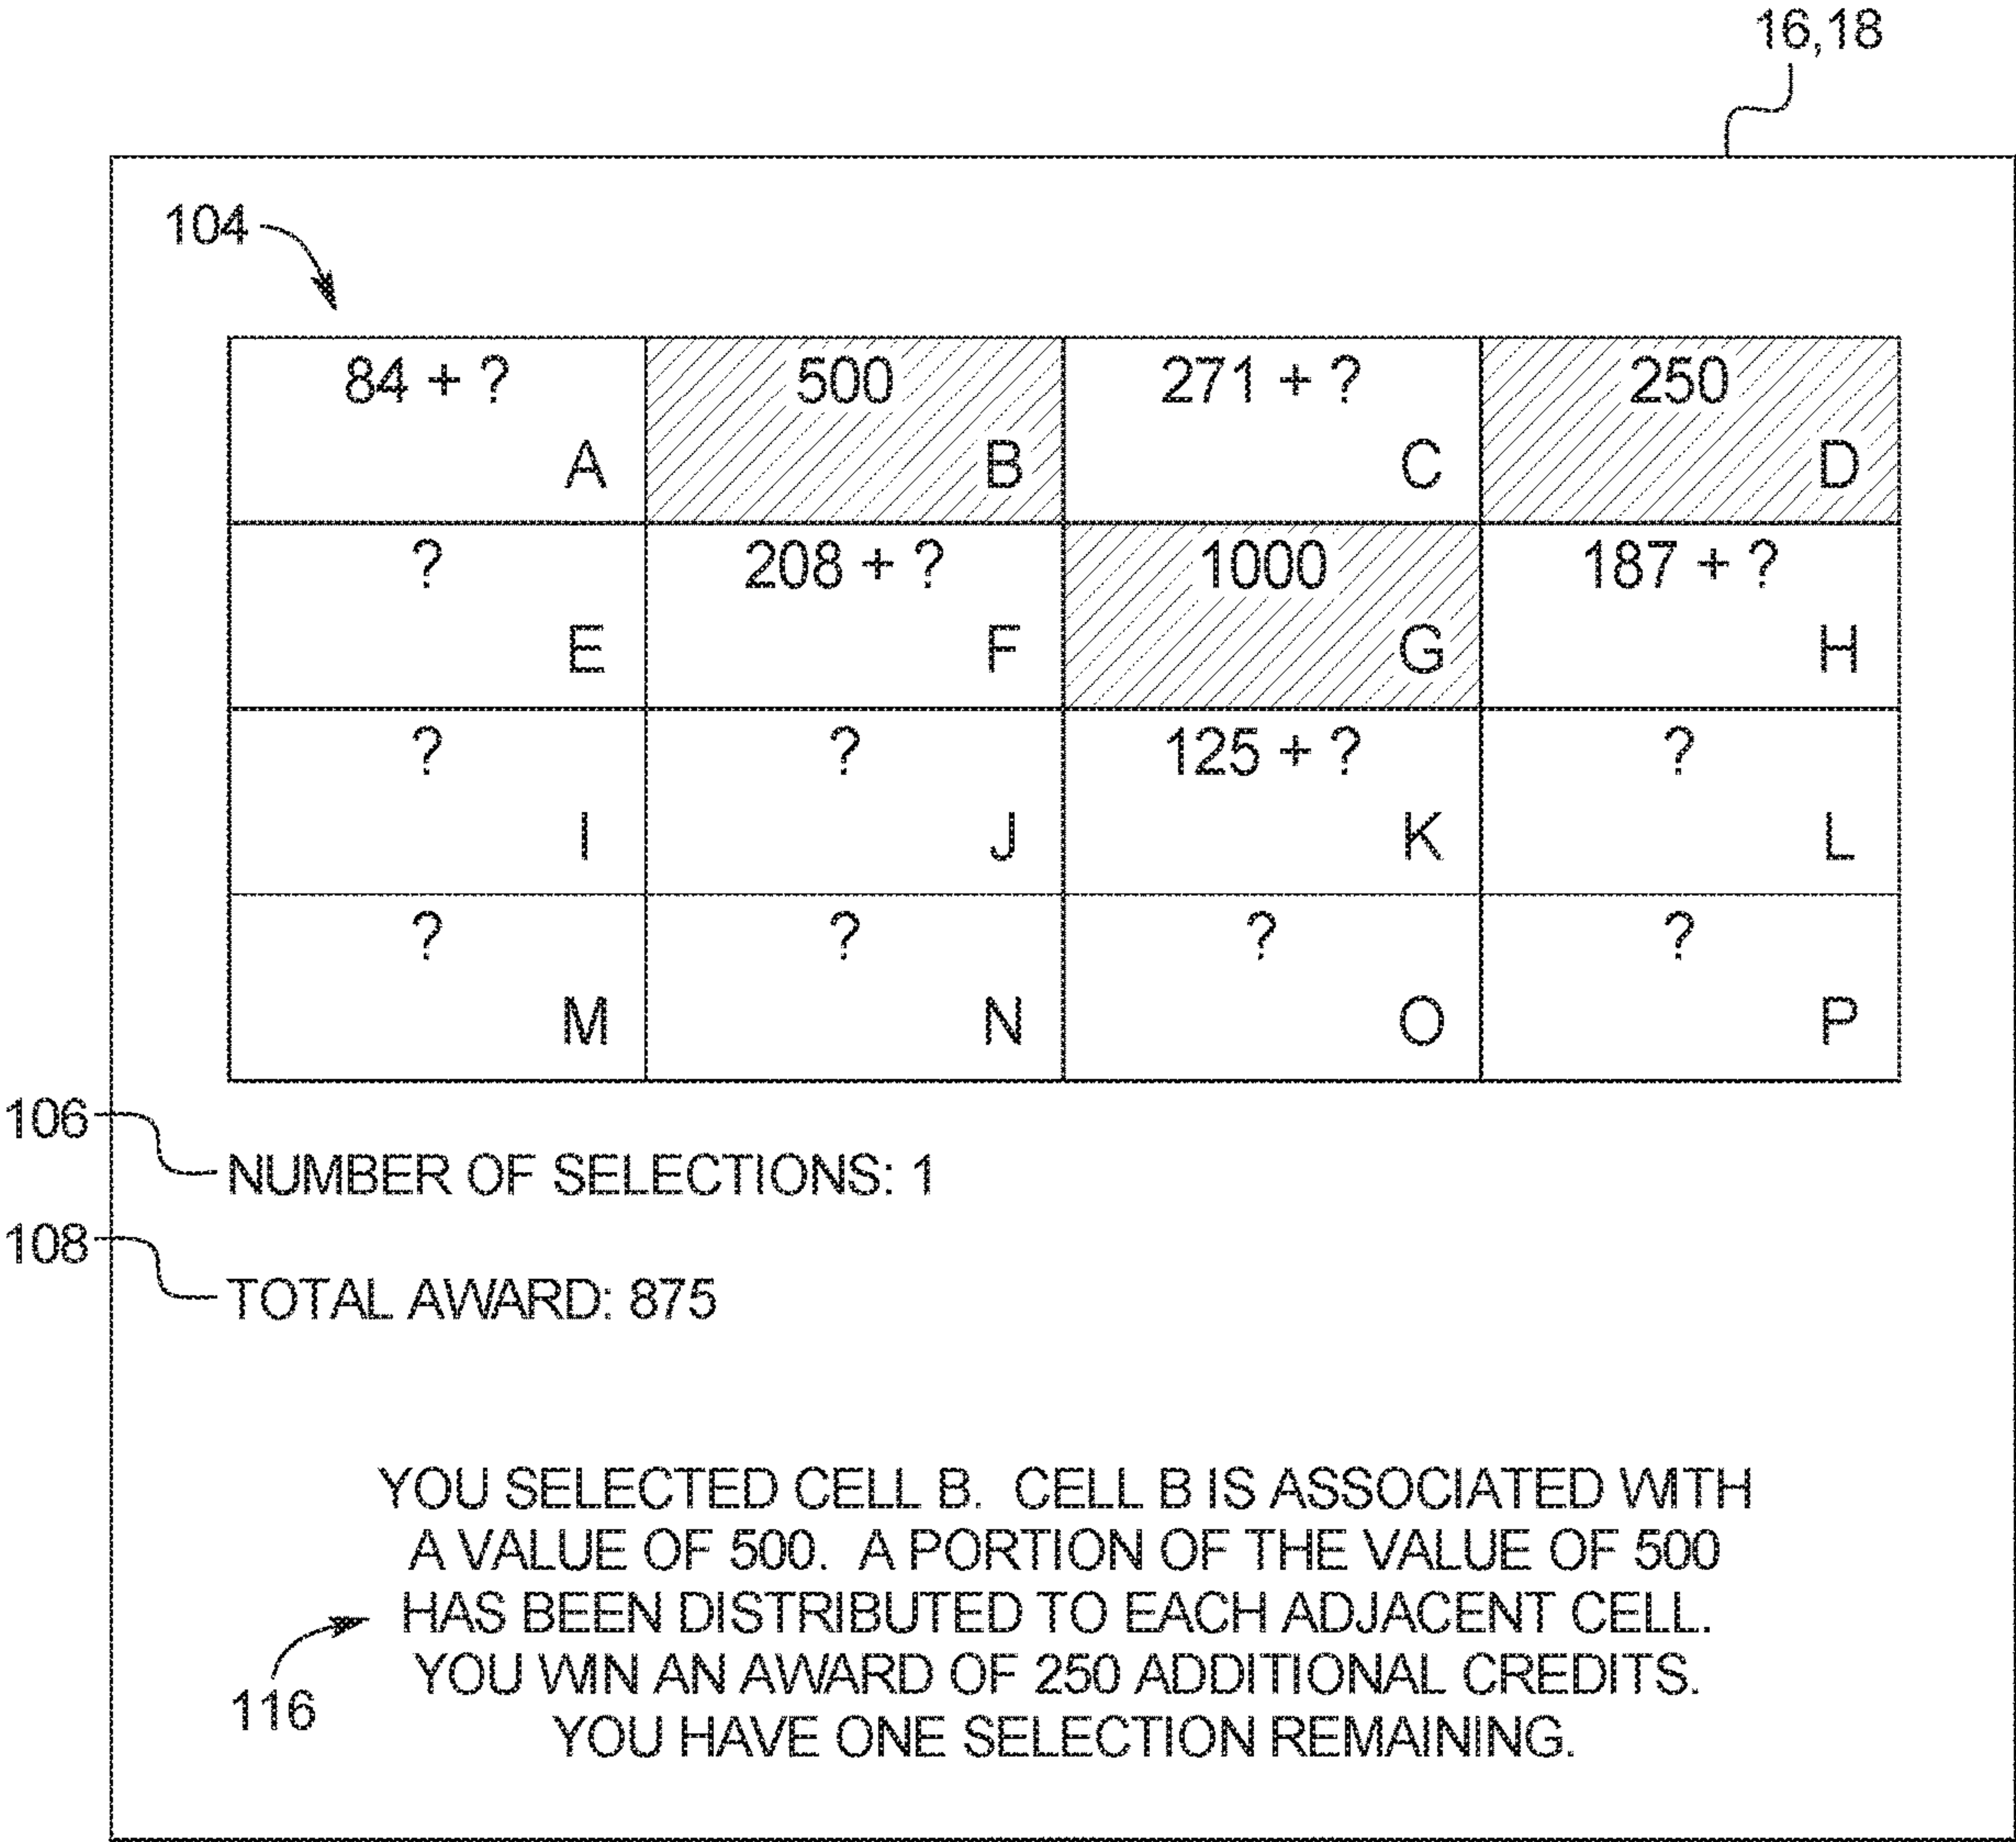 16,18
104
84 + ? 500 271 + ? 250
A B C D
? 208 + ? 1000 187 + ?
E F G H
? ? 125 + ? ?
I J K L
? ? ? ?
M N O P
106
NUMBER OF SELECTIONS: 1
108
TOTAL AWARD: 875
YOU SELECTED CELL B. CELL B IS ASSOCIATED WITH
A VALUE OF 500. A PORTION OF THE VALUE OF 500
HAS BEEN DISTRIBUTED TO EACH ADJACENT CELL.
YOU WIN AN AWARD OF 250 ADDITIONAL CREDITS.
116
YOU HAVE ONE SELECTION REMAINING.